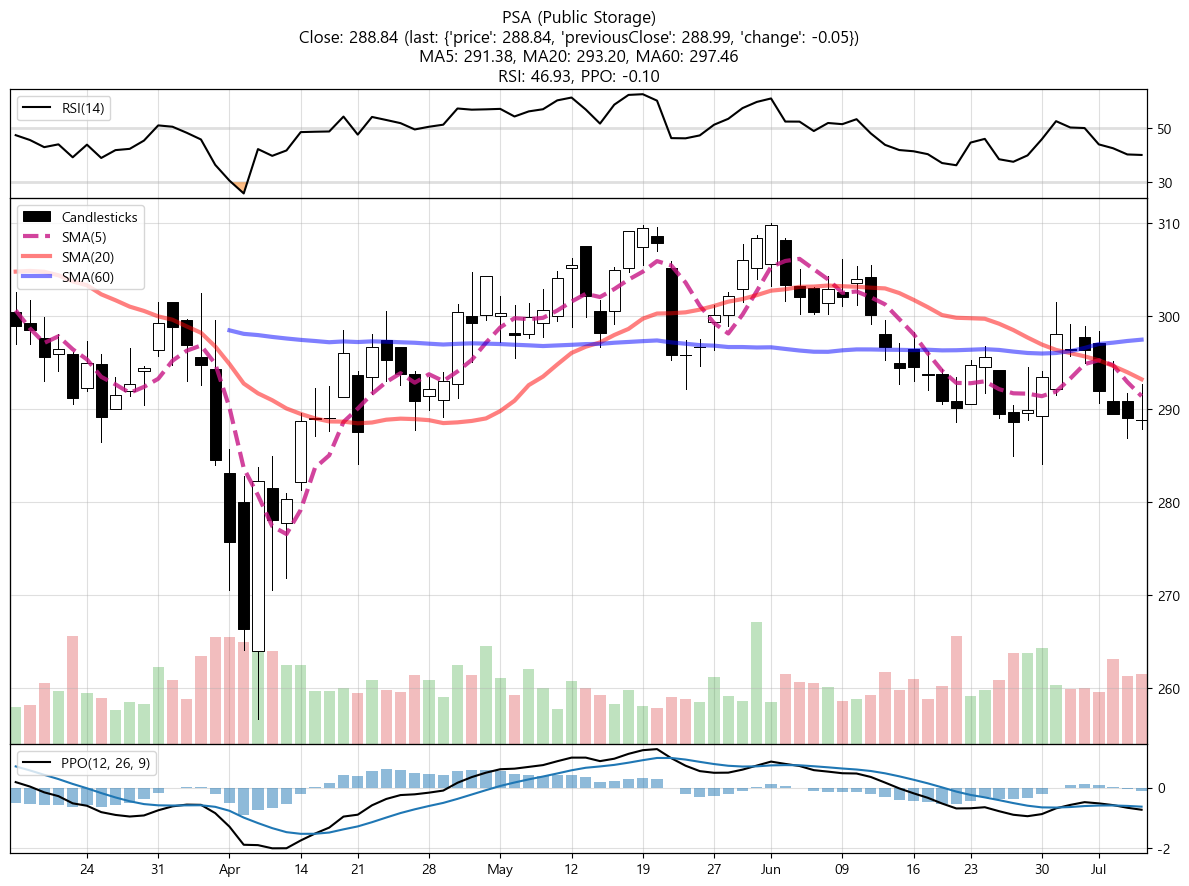 PSA (Public Storage)
Close: 288.84 (last: {'price': 288.84, 'previousClose': 288.99, 'change': -0.05})
MA5: 291.38, MA20: 293.20, MA60: 297.46
RSI: 46.93, PPO: -0.10
RSI(14)
50
30
Candlesticks
SMA(5)
SMA(20)
SMA(60)
310
300
290
280
270
260
PPO(12, 26, 9)
0
-2
24 31 Apr 14 21 28 May 12 19 27 Jun 09 16 23 30 Jul